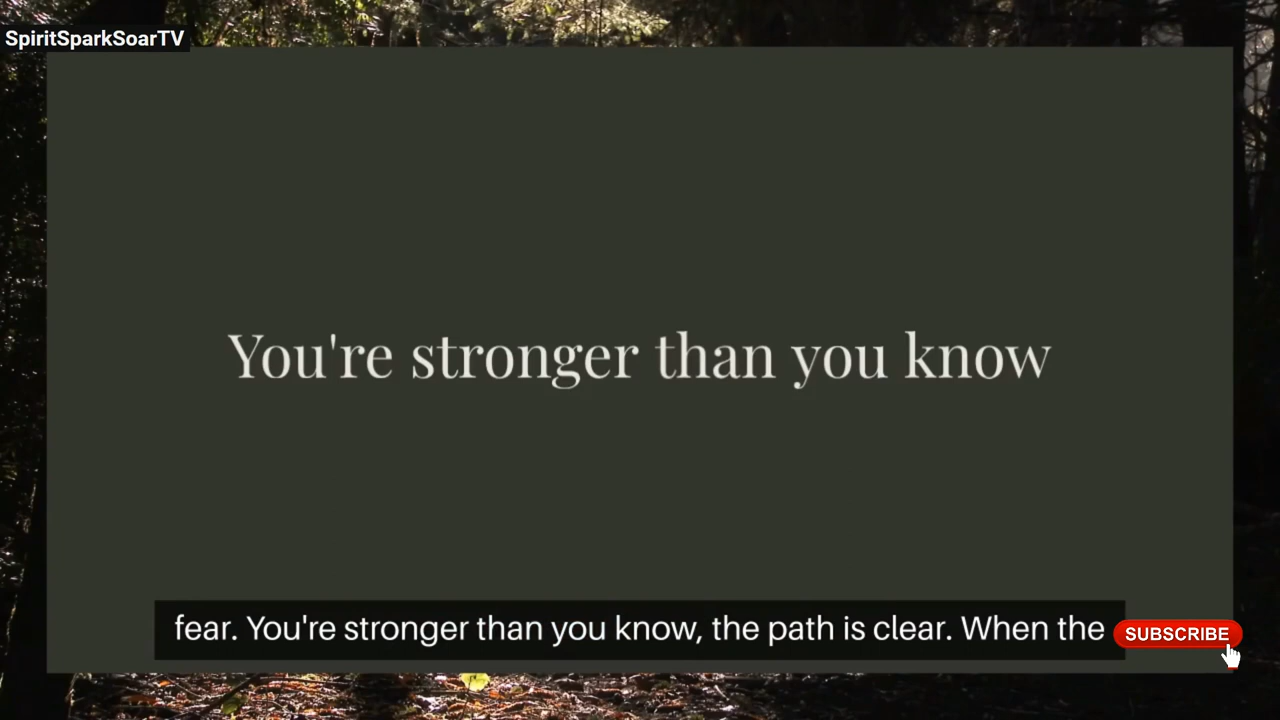 SpiritSparkSoarTV
You're stronger than you know
fear. You're stronger than you know, the path is clear. When the
SUBSCRIBE